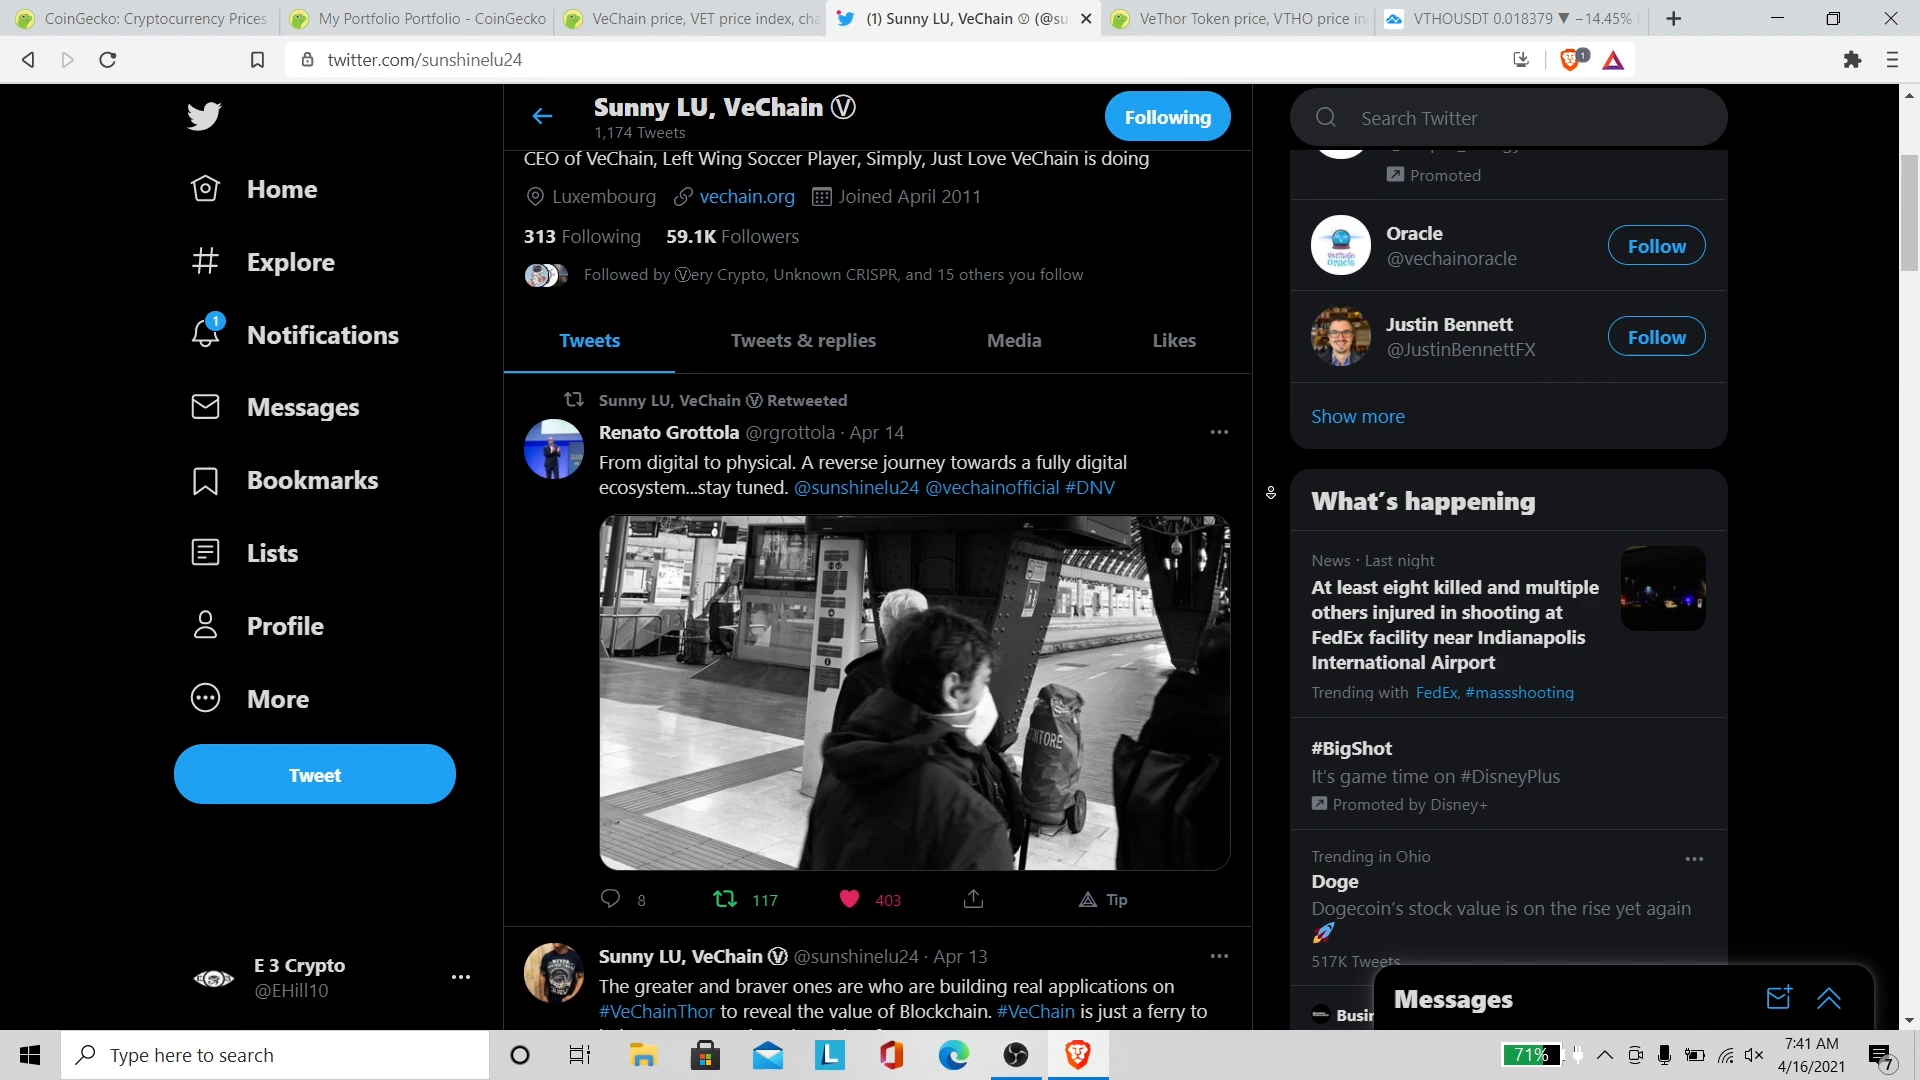 CoinGecko: Cryptocurrency Prices
My Portfolio Portfolio - CoinGecko
VeChain price, VET price index, cha
(1) Sunny LU, VeChain Ⓥ (@su
VeThor Token price, VTHO price in
VTHOUSDT 0.018379 ▼ −14.45%
twitter.com/sunshinelu24
1
Sunny LU, VeChain Ⓥ
1,174 Tweets
Following
Search Twitter
CEO of VeChain, Left Wing Soccer Player, Simply, Just Love VeChain is doing
Luxembourg vechain.org Joined April 2011
313 Following 59.1K Followers
Followed by Ⓥery Crypto, Unknown CRISPR, and 15 others you follow
Tweets
Tweets & replies
Media
Likes
Home
Explore
1
Notifications
Messages
Bookmarks
Lists
Profile
More
Tweet
E 3 Crypto
@EHill10
Sunny LU, VeChain Ⓥ Retweeted
Renato Grottola @rgrottola · Apr 14
From digital to physical. A reverse journey towards a fully digital
ecosystem...stay tuned. @sunshinelu24 @vechainofficial #DNV
8
117
403
Tip
Sunny LU, VeChain Ⓥ @sunshinelu24 · Apr 13
The greater and braver ones are who are building real applications on
#VeChainThor to reveal the value of Blockchain. #VeChain is just a ferry to
Promoted
Oracle
@vechainoracle
Follow
Justin Bennett
@JustinBennettFX
Follow
Show more
What's happening
News · Last night
At least eight killed and multiple
others injured in shooting at
FedEx facility near Indianapolis
International Airport
Trending with FedEx, #massshooting
#BigShot
It's game time on #DisneyPlus
Promoted by Disney+
Trending in Ohio
Doge
Dogecoin's stock value is on the rise yet again
🚀
517K Tweets
Messages
Type here to search
71%
7:41 AM
4/16/2021
7